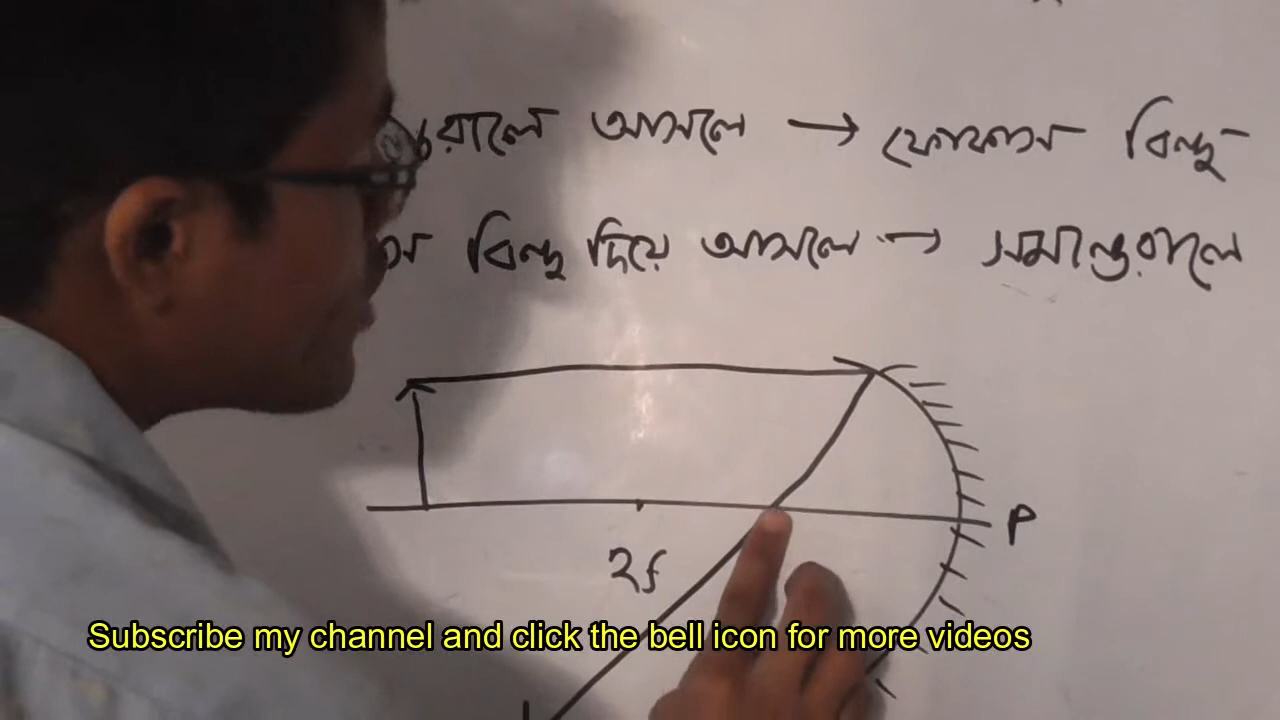 আসলে → ফোকাস বিন্দু
বিন্দু দিয়ে আসলে → সমান্তরালে
P
2f
Subscribe my channel and click the bell icon for more videos